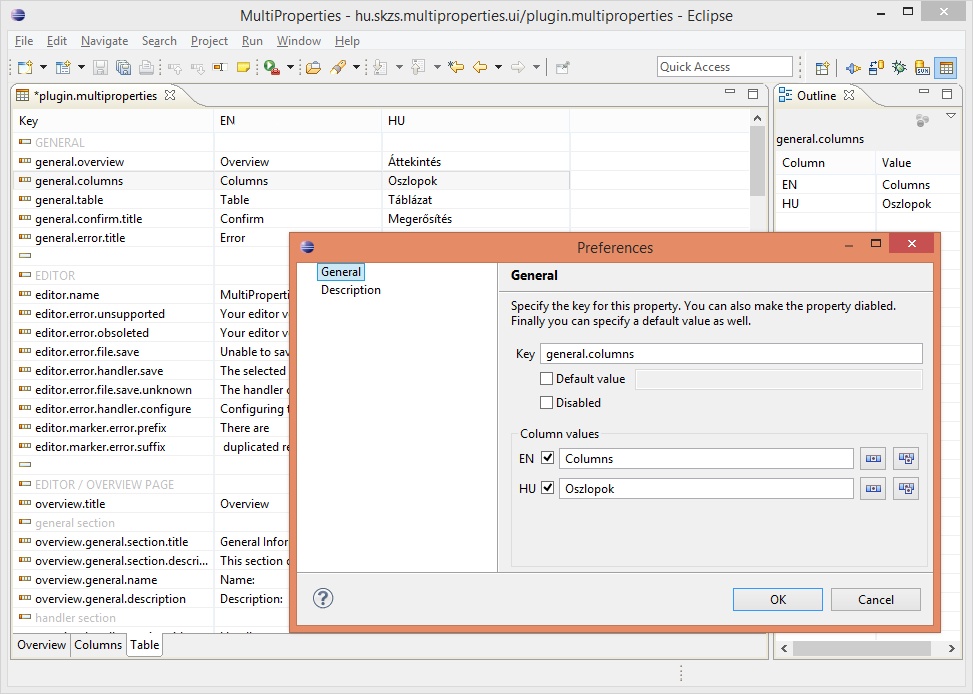 MultiProperties - hu.skzs.multiproperties.ui/plugin.multiproperties - Eclipse
File Edit Navigate Search Project Run Window Help
Quick Access
*plugin.multiproperties
Key EN HU
GENERAL
general.overview Overview Áttekintés
general.columns Columns Oszlopok
general.table Table Táblázat
general.confirm.title Confirm Megerősítés
general.error.title Error
EDITOR
editor.name MultiProperti
editor.error.unsupported Your editor v
editor.error.obsoleted Your editor v
editor.error.file.save Unable to sav
editor.error.handler.save The selected
editor.error.file.save.unknown The handler c
editor.error.handler.configure Configuring t
editor.marker.error.prefix There are
editor.marker.error.suffix duplicated re
EDITOR / OVERVIEW PAGE
overview.title Overview
general section
overview.general.section.title General Infor
overview.general.section.descri... This section c
overview.general.name Name:
overview.general.description Description:
handler section
Overview Columns Table
Outline
general.columns
Column Value
EN Columns
HU Oszlopok
Preferences
General
Description
General
Specify the key for this property. You can also make the property diabled.
Finally you can specify a default value as well.
Key general.columns
Default value
Disabled
Column values
EN Columns
HU Oszlopok
OK Cancel